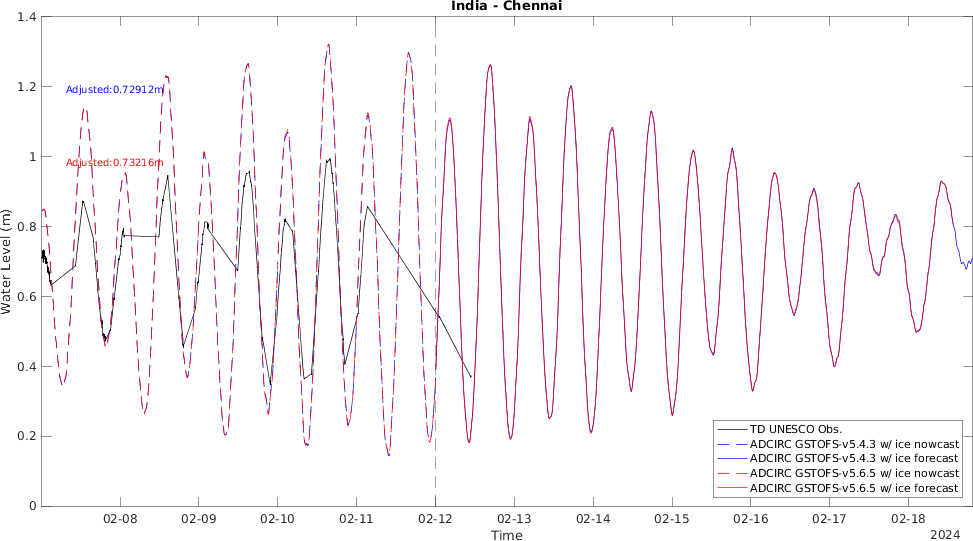 India - Chennai
Water Level (m)
1.4
1.2
1
0.8
0.6
0.4
0.2
0
Adjusted:0.72912m
Adjusted:0.73216m
TD UNESCO Obs.
ADCIRC GSTOFS-v5.4.3 w/ ice nowcast
ADCIRC GSTOFS-v5.4.3 w/ ice forecast
ADCIRC GSTOFS-v5.6.5 w/ ice nowcast
ADCIRC GSTOFS-v5.6.5 w/ ice forecast
02-08 02-09 02-10 02-11 02-12 02-13 02-14 02-15 02-16 02-17 02-18
Time
2024